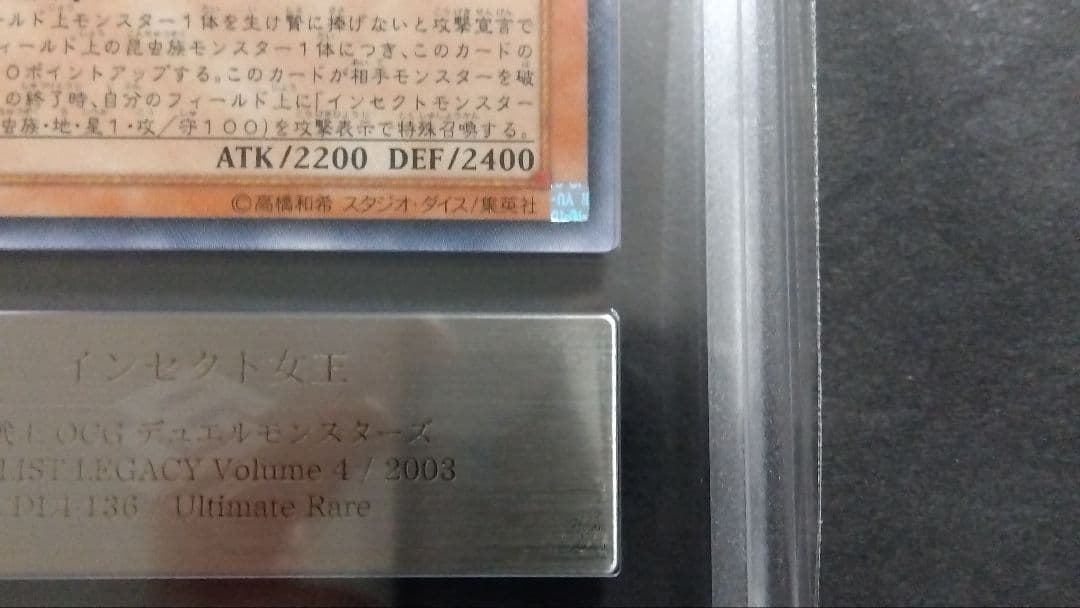 ールド上モンスター1体を生け贄に捧げないと攻撃宣言で
ィールド上の昆虫族モンスター1体につき、このカードの
0ポイントアップする。このカードが相手モンスターを破
の終了時、自分のフィールド上に「インセクトモンスター
虫族・地・星1・攻/守100)を攻撃表示で特殊召喚する。
ATK/2200 DEF/2400
©高橋和希 スタジオ・ダイス/集英社
インセクト女王
戯王OCG デュエルモンスターズ
LIST LEGACY Volume 4 / 2003
DL4-136 Ultimate Rare